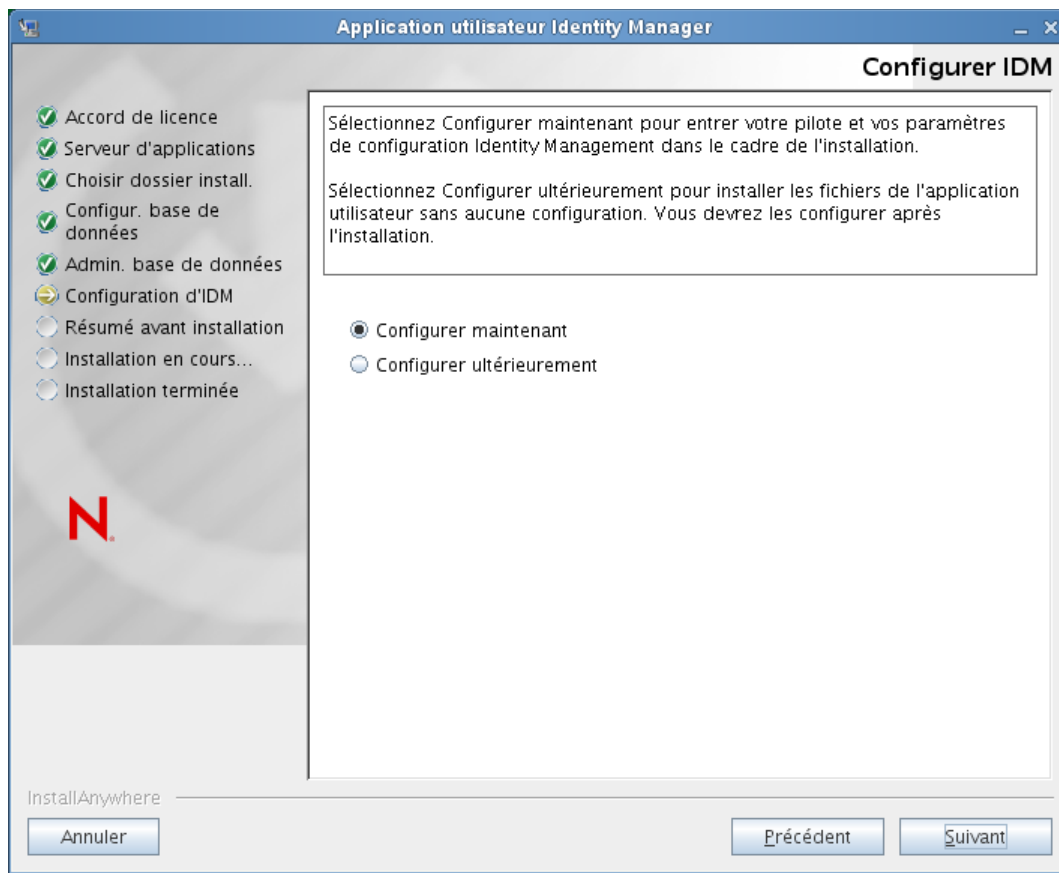 Application utilisateur Identity Manager
Configurer IDM
Accord de licence
Serveur d'applications
Choisir dossier install.
Configur. base de
données
Admin. base de données
Configuration d'IDM
Résumé avant installation
Installation en cours...
Installation terminée
N
Sélectionnez Configurer maintenant pour entrer votre pilote et vos paramètres
de configuration Identity Management dans le cadre de l'installation.
Sélectionnez Configurer ultérieurement pour installer les fichiers de l'application
utilisateur sans aucune configuration. Vous devrez les configurer après
l'installation.
Configurer maintenant
Configurer ultérieurement
InstallAnywhere
Annuler
Précédent
Suivant